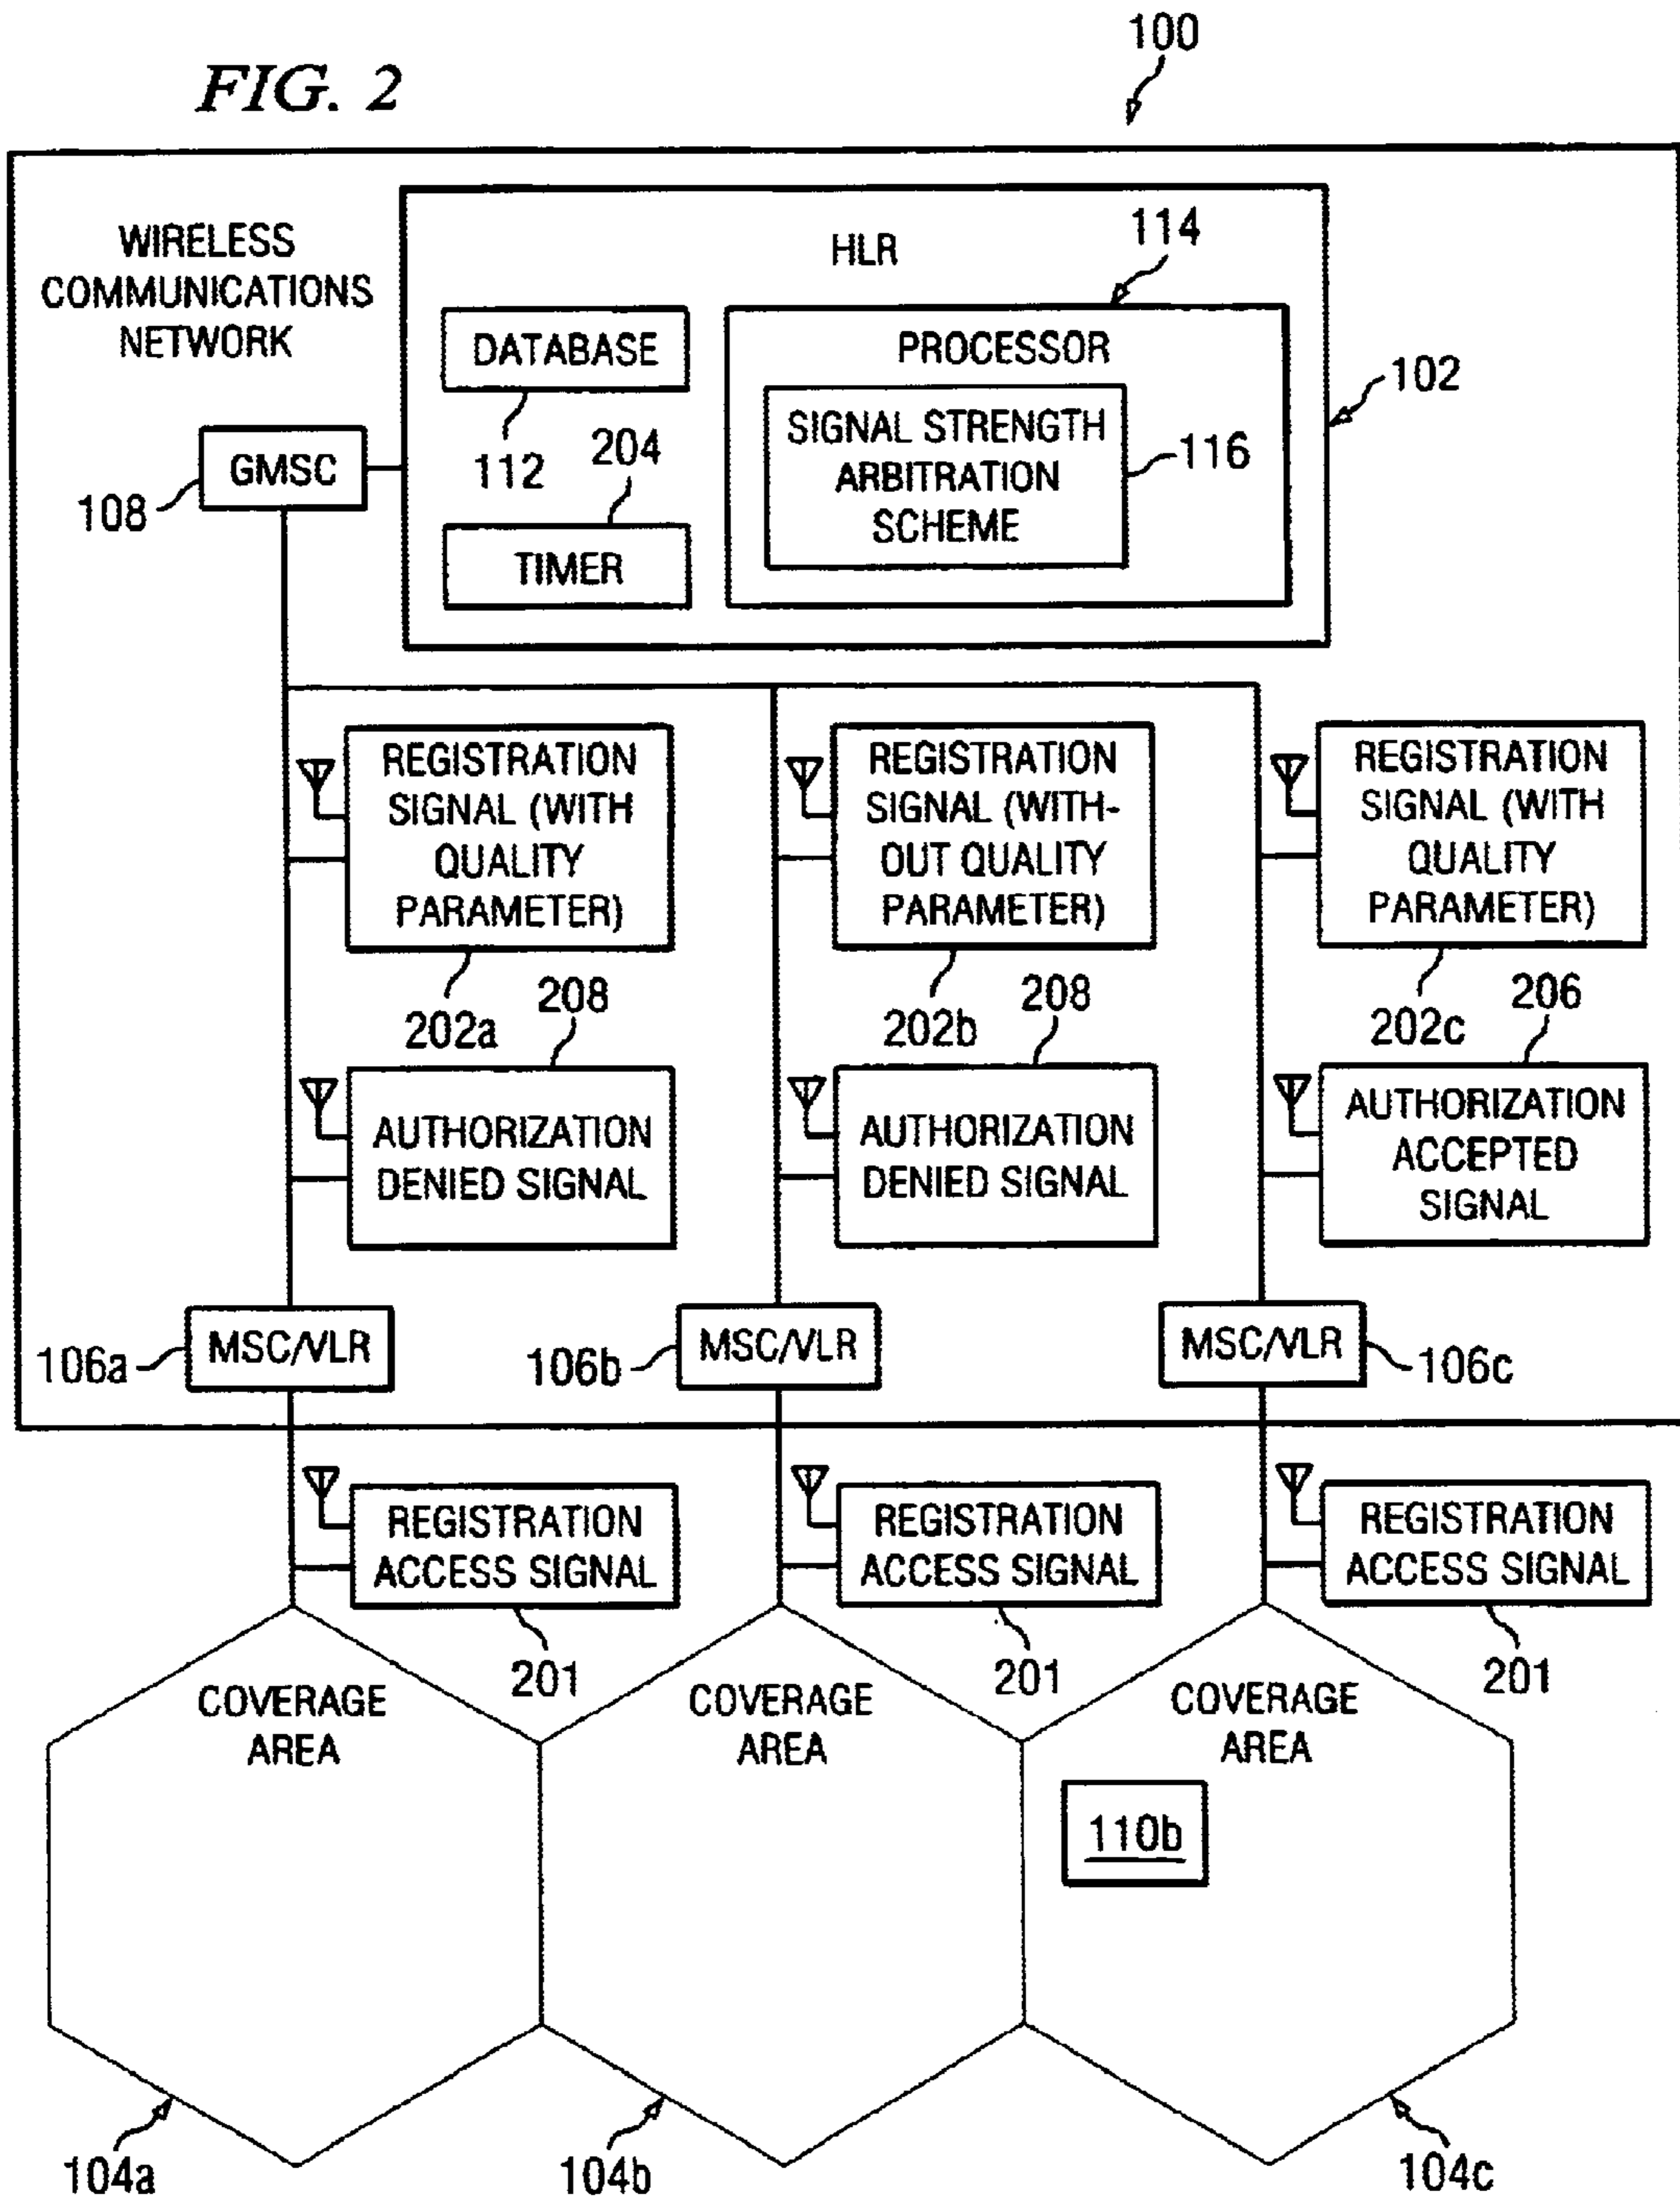 FIG. 2
100
WIRELESS
COMMUNICATIONS
NETWORK
HLR
114
DATABASE
112
204
TIMER
PROCESSOR
SIGNAL STRENGTH
ARBITRATION
SCHEME
116
102
GMSC
108
REGISTRATION
SIGNAL (WITH
QUALITY
PARAMETER)
202a
REGISTRATION
SIGNAL (WITH-
OUT QUALITY
PARAMETER)
202b
REGISTRATION
SIGNAL (WITH
QUALITY
PARAMETER)
202c
208
AUTHORIZATION
DENIED SIGNAL
208
AUTHORIZATION
DENIED SIGNAL
206
AUTHORIZATION
ACCEPTED
SIGNAL
106a
MSC/VLR
106b
MSC/VLR
MSC/VLR
106c
REGISTRATION
ACCESS SIGNAL
201
REGISTRATION
ACCESS SIGNAL
201
REGISTRATION
ACCESS SIGNAL
201
COVERAGE
AREA
COVERAGE
AREA
COVERAGE
AREA
110b
104a
104b
104c